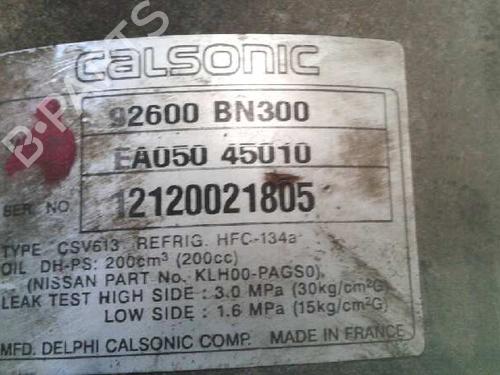 CALSONIC
92600 BN300
EA050 45010
SER. NO. 12120021805
TYPE CSV613 REFRIG. HFC-134a
OIL DH-PS: 200cm³ (200cc)
(NISSAN PART No. KLH00-PAGS0)
LEAK TEST HIGH SIDE : 3.0 MPa (30kg/cm²G)
LOW SIDE : 1.6 MPa (15kg/cm²G)
MFD. DELPHI CALSONIC COMP. MADE IN FRANCE
B-PARTS